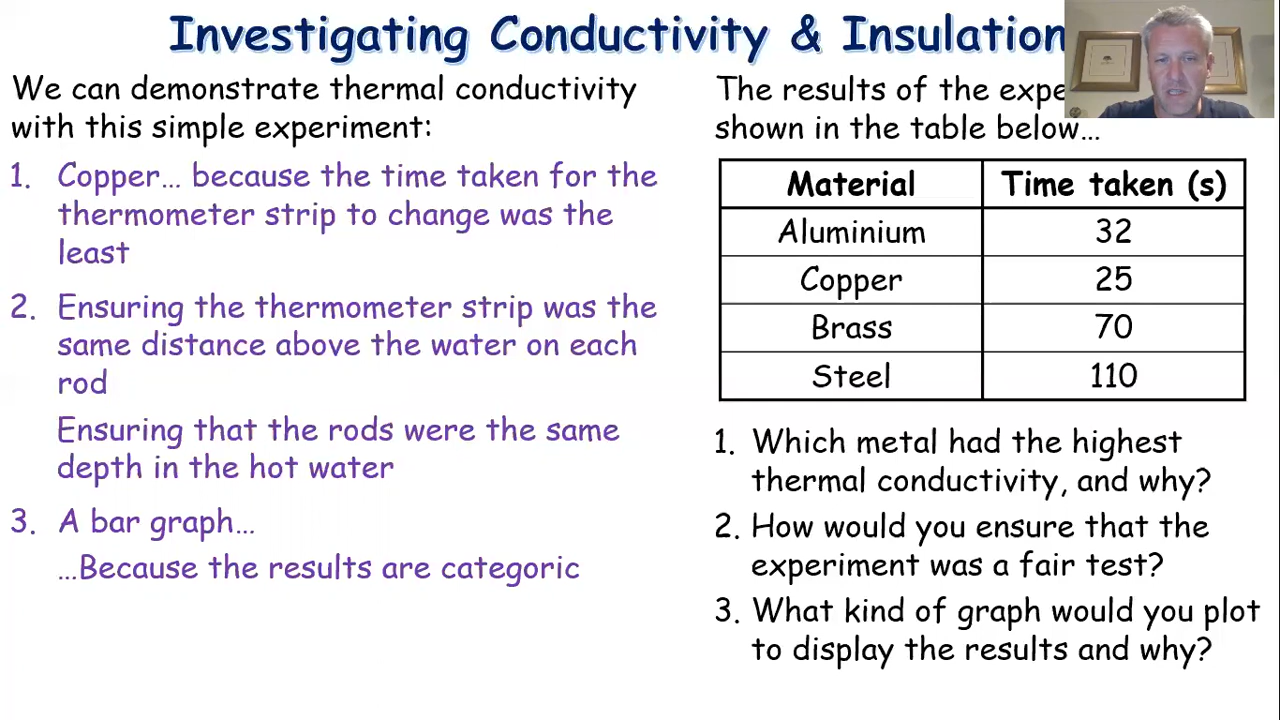 Investigating Conductivity & Insulation
We can demonstrate thermal conductivity
with this simple experiment:
1. Copper… because the time taken for the
thermometer strip to change was the
least
2. Ensuring the thermometer strip was the
same distance above the water on each
rod
Ensuring that the rods were the same
depth in the hot water
3. A bar graph…
…Because the results are categoric
The results of the
shown in the table below…
Material Time taken (s)
Aluminium 32
Copper 25
Brass 70
Steel 110
1. Which metal had the highest
thermal conductivity, and why?
2. How would you ensure that the
experiment was a fair test?
3. What kind of graph would you plot
to display the results and why?